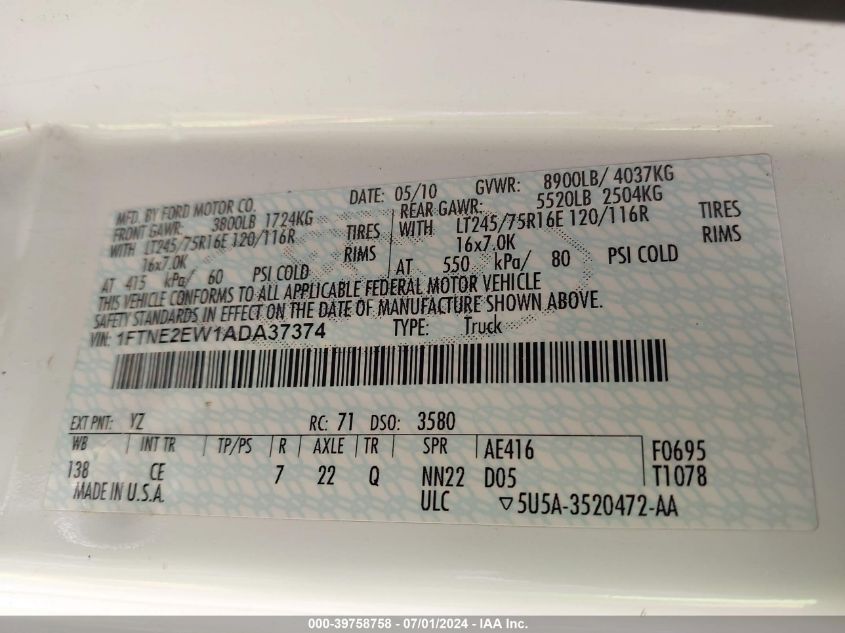 MFD. BY FORD MOTOR CO.
DATE: 05/10 GVWR: 8900LB/ 4037KG
FRONT GAWR: 3800LB 1724KG
REAR GAWR: 5520LB 2504KG
WITH LT245/75R16E 120/116R TIRES
WITH LT245/75R16E 120/116R TIRES
16x7.0K RIMS
16x7.0K RIMS
AT 415 kPa/ 60 PSI COLD
AT 550 kPa/ 80 PSI COLD
THIS VEHICLE CONFORMS TO ALL APPLICABLE FEDERAL MOTOR VEHICLE
SAFETY STANDARDS IN EFFECT ON THE DATE OF MANUFACTURE SHOWN ABOVE.
VIN: 1FTNE2EW1ADA37374 TYPE: Truck
EXT PNT: YZ RC: 71 DSO: 3580
WB INT TR TP/PS R AXLE TR SPR AE416 F0695
138 CE 7 22 Q NN22 D05 T1078
MADE IN U.S.A. ULC ▽5U5A-3520472-AA
000-39758758 - 07/01/2024 - IAA Inc.